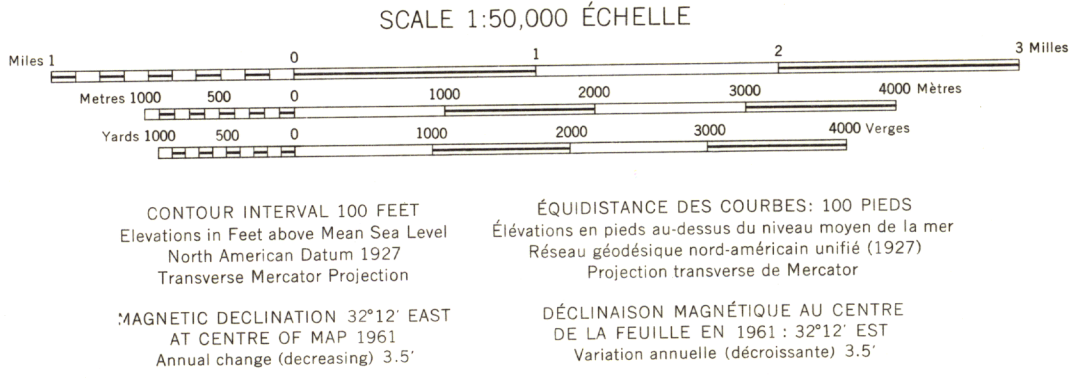 SCALE 1:50,000 ÉCHELLE
Miles 1 0 1 2 3 Milles
Metres 1000 500 0 1000 2000 3000 4000 Mètres
Yards 1000 500 0 1000 2000 3000 4000 Verges
CONTOUR INTERVAL 100 FEET
Elevations in Feet above Mean Sea Level
North American Datum 1927
Transverse Mercator Projection
ÉQUIDISTANCE DES COURBES: 100 PIEDS
Élévations en pieds au-dessus du niveau moyen de la mer
Réseau géodésique nord-américain unifié (1927)
Projection transverse de Mercator
MAGNETIC DECLINATION 32°12′ EAST
AT CENTRE OF MAP 1961
Annual change (decreasing) 3.5′
DÉCLINAISON MAGNÉTIQUE AU CENTRE
DE LA FEUILLE EN 1961 : 32°12′ EST
Variation annuelle (décroissante) 3.5′